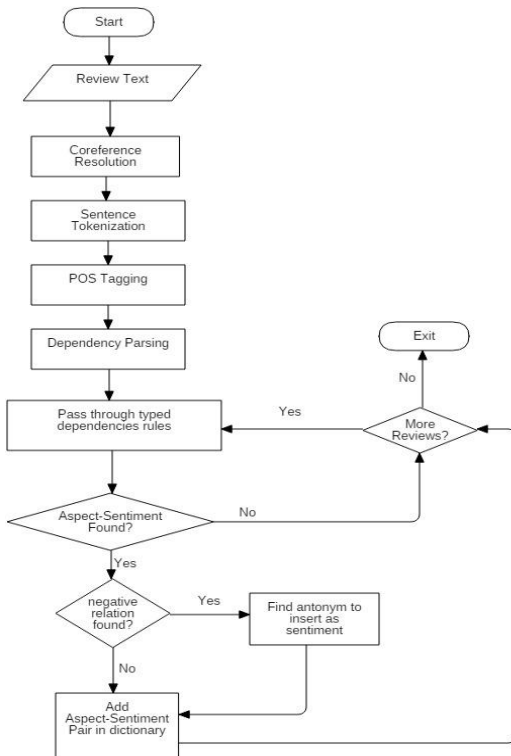 Start
Review Text
Coreference
Resolution
Sentence
Tokenization
POS Tagging
Dependency Parsing
Exit
No
Pass through typed
dependencies rules
Yes
More
Reviews?
Aspect-Sentiment
Found?
No
Yes
negative
relation
found?
Yes
Find antonym to
insert as
sentiment
No
Add
Aspect-Sentiment
Pair in dictionary